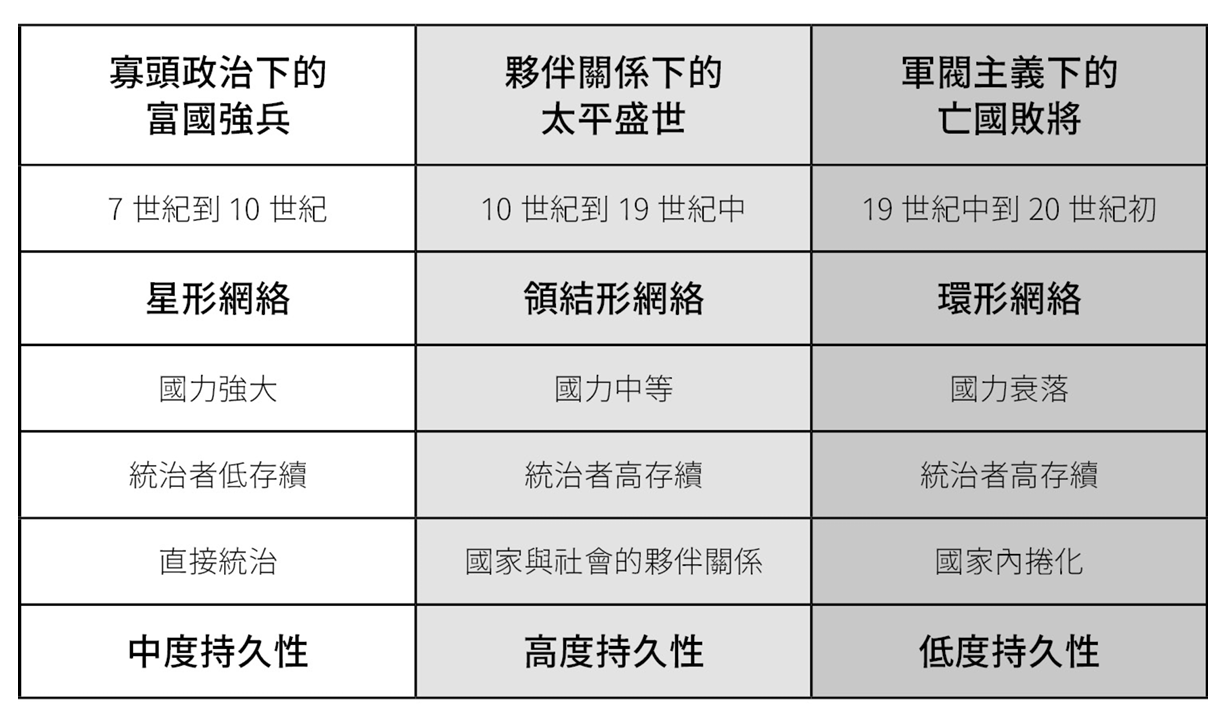 寡頭政治下的
富國強兵
夥伴關係下的
太平盛世
軍閥主義下的
亡國敗將
7 世紀到 10 世紀
10 世紀到 19 世紀中
19 世紀中到 20 世紀初
星形網絡
領結形網絡
環形網絡
國力強大
國力中等
國力衰落
統治者低存續
統治者高存續
統治者高存續
直接統治
國家與社會的夥伴關係
國家內捲化
中度持久性
高度持久性
低度持久性